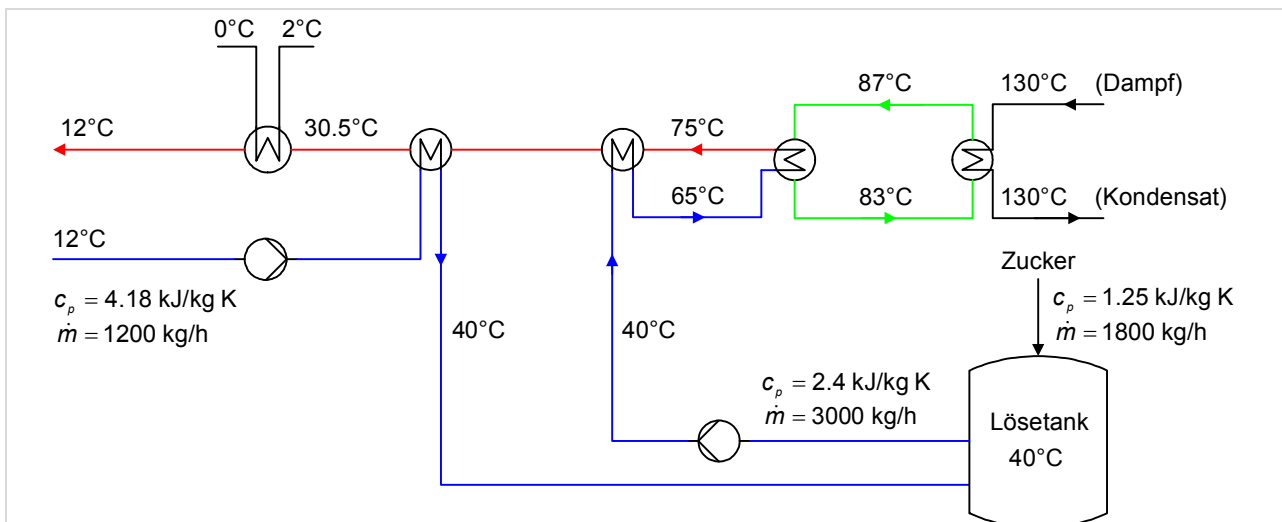 0°C 2°C
87°C
130°C (Dampf)
12°C 30.5°C 75°C
65°C 83°C 130°C (Kondensat)
12°C
Zucker
c_p = 4.18 kJ/kg K
ṁ = 1200 kg/h
c_p = 1.25 kJ/kg K
ṁ = 1800 kg/h
40°C 40°C
c_p = 2.4 kJ/kg K
ṁ = 3000 kg/h
Lösetank
40°C